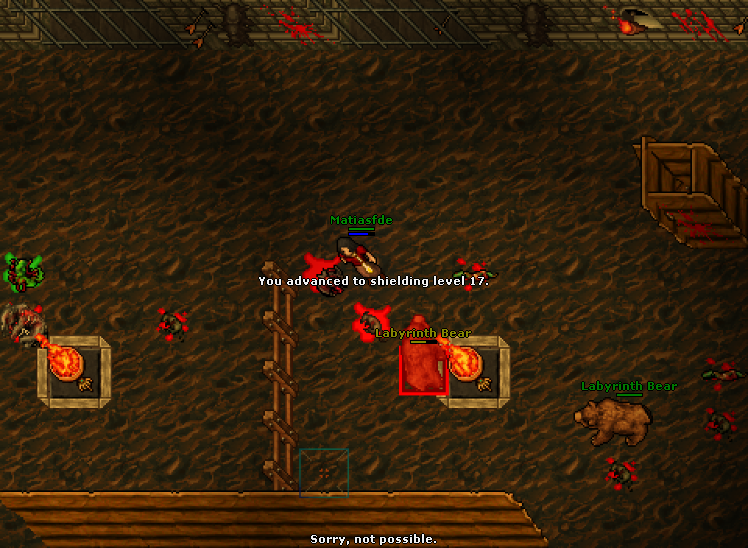 Matiasfde
You advanced to shielding level 17.
Labyrinth Bear
Labyrinth Bear
Sorry, not possible.